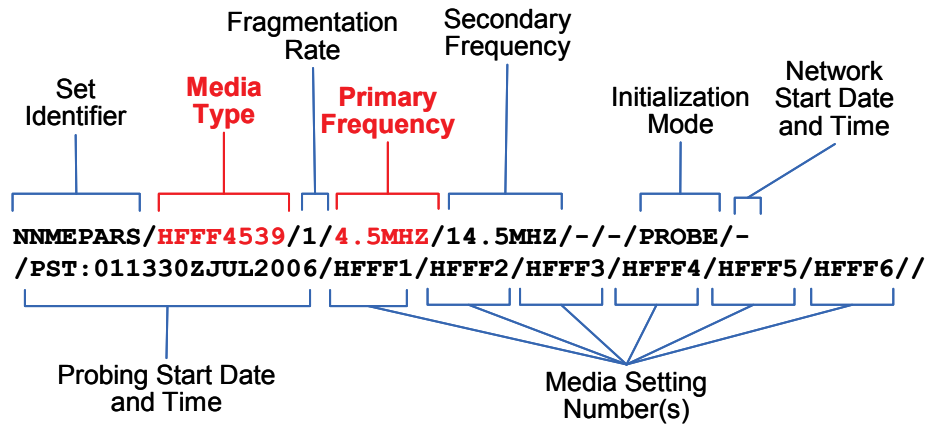 Fragmentation
Rate
Secondary
Frequency
Set
Identifier
Media
Type
Primary
Frequency
Initialization
Mode
Network
Start Date
and Time
NNMEPARS/HFFF4539/1/4.5MHZ/14.5MHZ/-/-/PROBE/-
/PST:011330ZJUL2006/HFFF1/HFFF2/HFFF3/HFFF4/HFFF5/HFFF6//
Probing Start Date
and Time
Media Setting
Number(s)